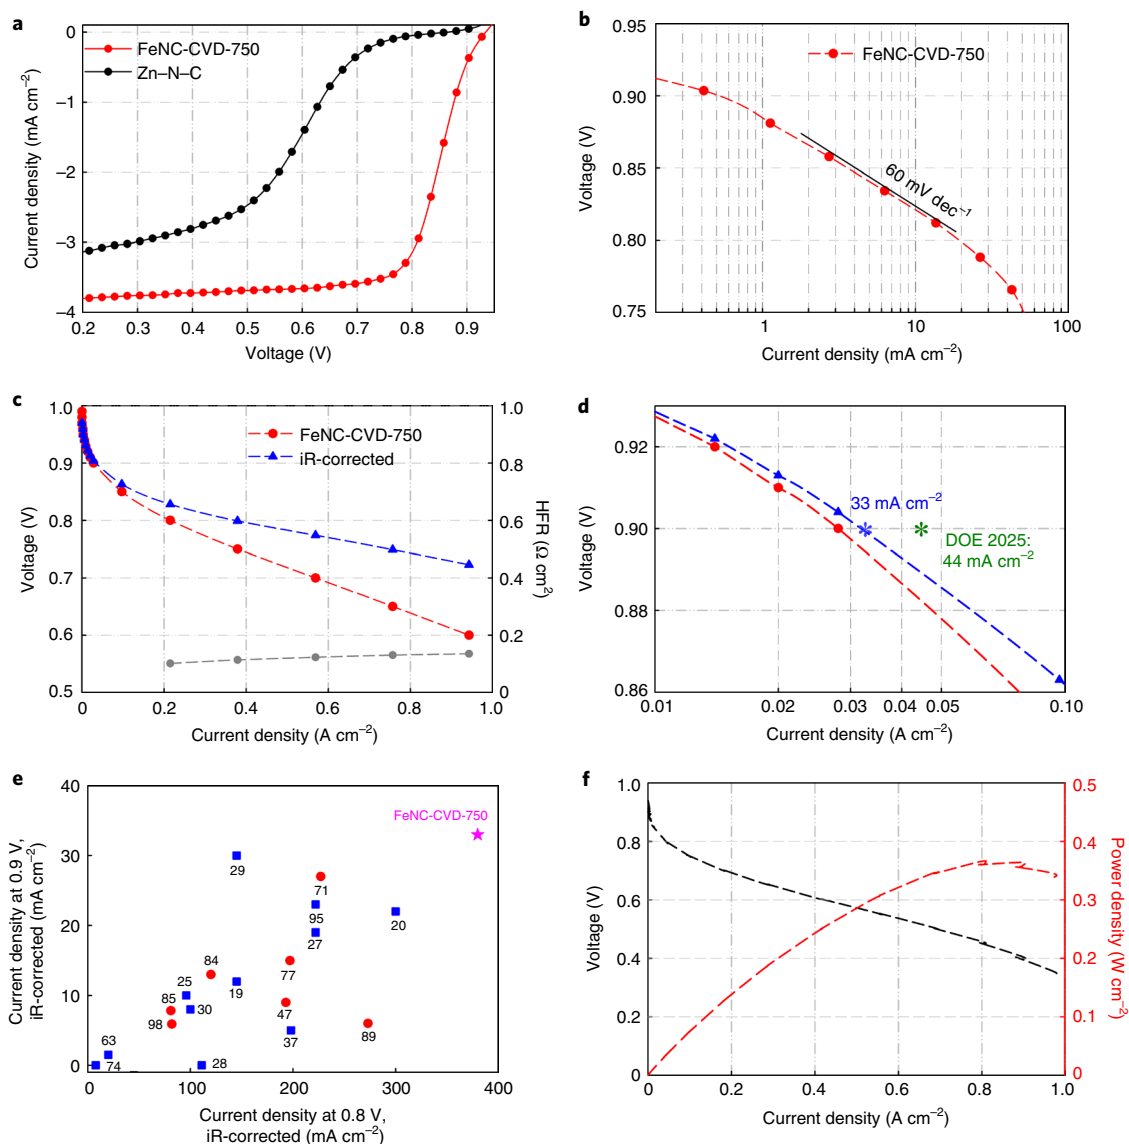 a
FeNC-CVD-750
Zn–N–C
Current density (mA cm−2)
0
−1
−2
−3
−4
0.2 0.3 0.4 0.5 0.6 0.7 0.8 0.9
Voltage (V)
b
FeNC-CVD-750
60 mV dec−1
Voltage (V)
0.95
0.90
0.85
0.80
0.75
1 10 100
Current density (mA cm−2)
c
FeNC-CVD-750
iR-corrected
Voltage (V)
1.0
0.9
0.8
0.7
0.6
0.5
HFR (Ω cm2)
1.0
0.8
0.6
0.4
0.2
0
0 0.2 0.4 0.6 0.8 1.0
Current density (A cm−2)
d
33 mA cm−2
DOE 2025:
44 mA cm−2
Voltage (V)
0.92
0.90
0.88
0.86
0.01 0.02 0.03 0.04 0.05 0.10
Current density (A cm−2)
e
FeNC-CVD-750
Current density at 0.9 V,
iR-corrected (mA cm−2)
40
30
20
10
0
29
71
95
20
27
84
77
25
19
85
30
47
98
37
89
63
74
28
0 100 200 300 400
Current density at 0.8 V,
iR-corrected (mA cm−2)
f
Voltage (V)
1.0
0.8
0.6
0.4
0.2
0
Power density (W cm−2)
0.5
0.4
0.3
0.2
0.1
0
0 0.2 0.4 0.6 0.8 1.0
Current density (A cm−2)